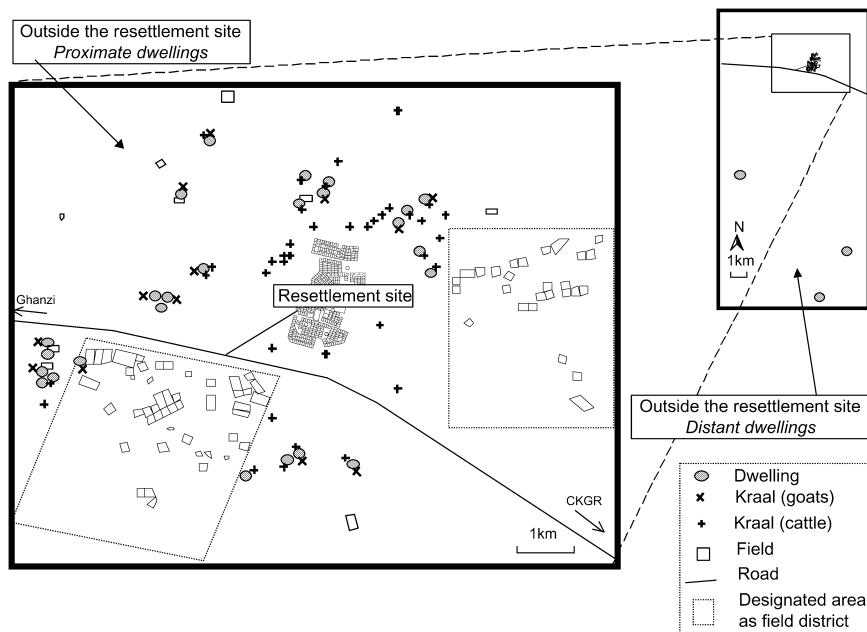 Outside the resettlement site
Proximate dwellings
Ghanzi
Resettlement site
CKGR
1km
N
1km
Outside the resettlement site
Distant dwellings
Dwelling
Kraal (goats)
Kraal (cattle)
Field
Road
Designated area
as field district